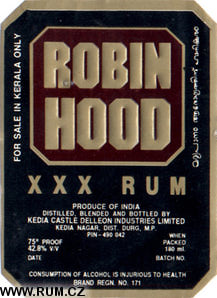 FOR SALE IN KERALA ONLY
ROBIN
HOOD
XXX RUM
PRODUCE OF INDIA
DISTILLED, BLENDED AND BOTTLED BY
KEDIA CASTLE DELLEON INDUSTRIES LIMITED
KEDIA NAGAR, DIST. DURG, M.P.
PIN - 490 042
75° PROOF
42.8% V/V
DATE
WHEN
PACKED
180 ml
BATCH NO.
CONSUMPTION OF ALCOHOL IS INJURIOUS TO HEALTH
BRAND REGN. NO. 171
www.RUM.cz